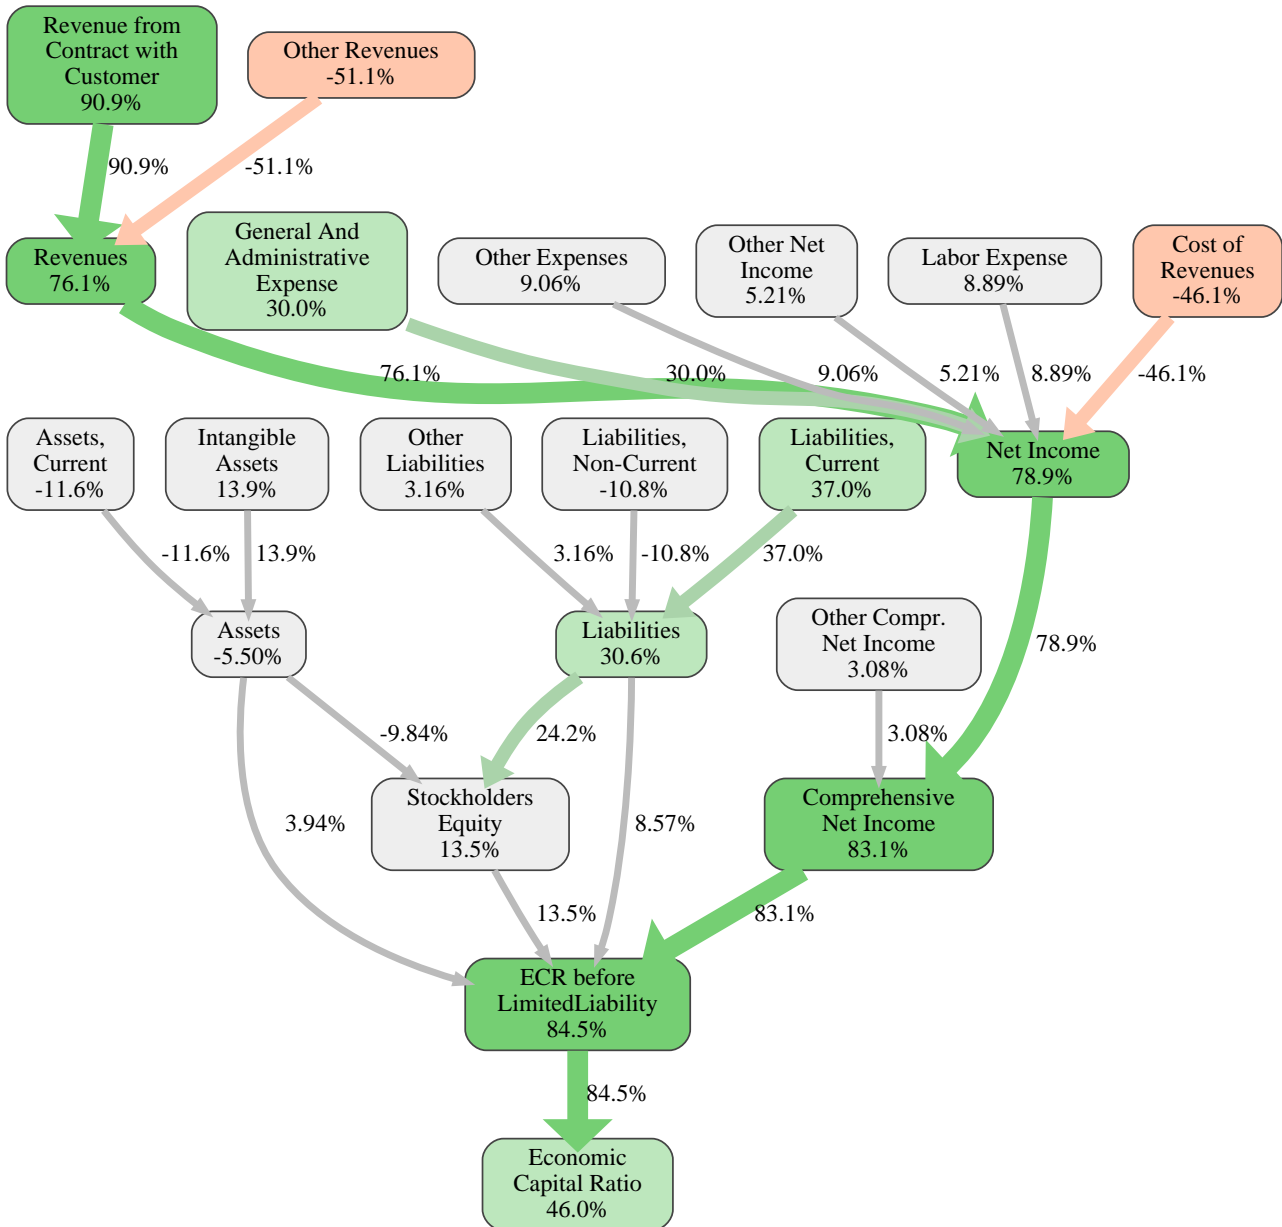 Revenue from
Contract with
Customer
90.9%
Other Revenues
-51.1%
90.9%
-51.1%
Revenues
76.1%
General And
Administrative
Expense
30.0%
Other Expenses
9.06%
Other Net
Income
5.21%
Labor Expense
8.89%
Cost of
Revenues
-46.1%
76.1%
30.0%
9.06%
5.21%
8.89%
-46.1%
Assets,
Current
-11.6%
Intangible
Assets
13.9%
Other
Liabilities
3.16%
Liabilities,
Non-Current
-10.8%
Liabilities,
Current
37.0%
Net Income
78.9%
-11.6%
13.9%
3.16%
-10.8%
37.0%
Assets
-5.50%
Liabilities
30.6%
Other Compr.
Net Income
3.08%
78.9%
-9.84%
24.2%
3.08%
3.94%
Stockholders
Equity
13.5%
8.57%
Comprehensive
Net Income
83.1%
13.5%
83.1%
ECR before
LimitedLiability
84.5%
84.5%
Economic
Capital Ratio
46.0%